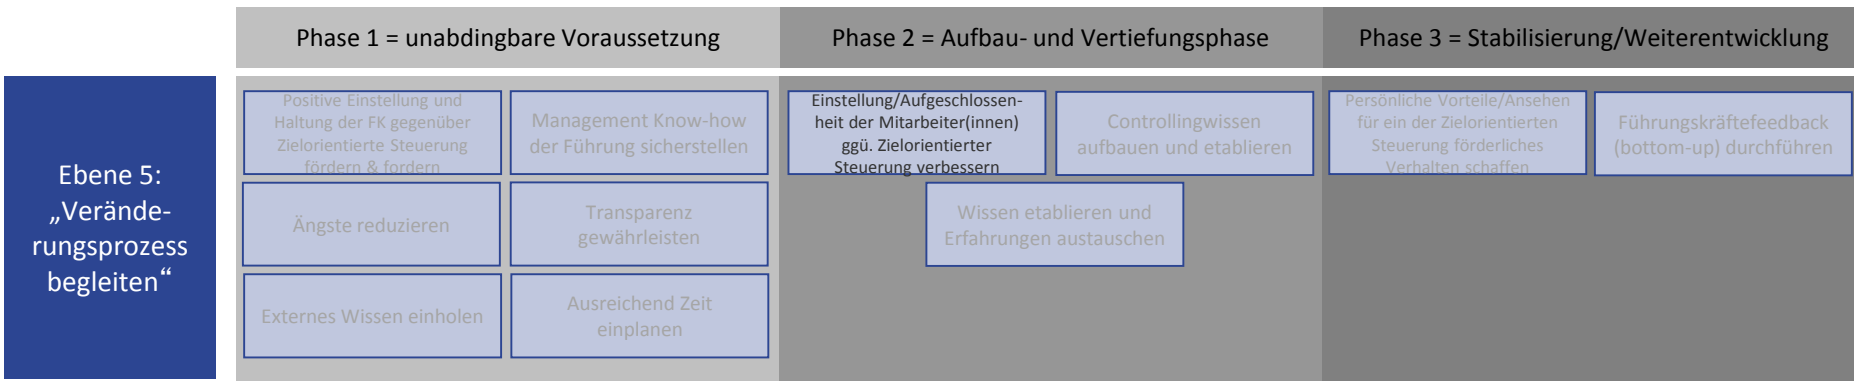 Phase 1 = unabdingbare Voraussetzung
Phase 2 = Aufbau- und Vertiefungsphase
Phase 3 = Stabilisierung/Weiterentwicklung
Ebene 5:
„Verände-
rungsprozess
begleiten“
Positive Einstellung und
Haltung der FK gegenüber
Zielorientierte Steuerung
fördern & fordern
Management Know-how
der Führung sicherstellen
Ängste reduzieren
Transparenz
gewährleisten
Externes Wissen einholen
Ausreichend Zeit
einplanen
Einstellung/Aufgeschlossen-
heit der Mitarbeiter(innen)
ggü. Zielorientierter
Steuerung verbessern
Controllingwissen
aufbauen und etablieren
Wissen etablieren und
Erfahrungen austauschen
Persönliche Vorteile/Ansehen
für ein der Zielorientierten
Steuerung förderliches
Verhalten schaffen
Führungskräftefeedback
(bottom-up) durchführen